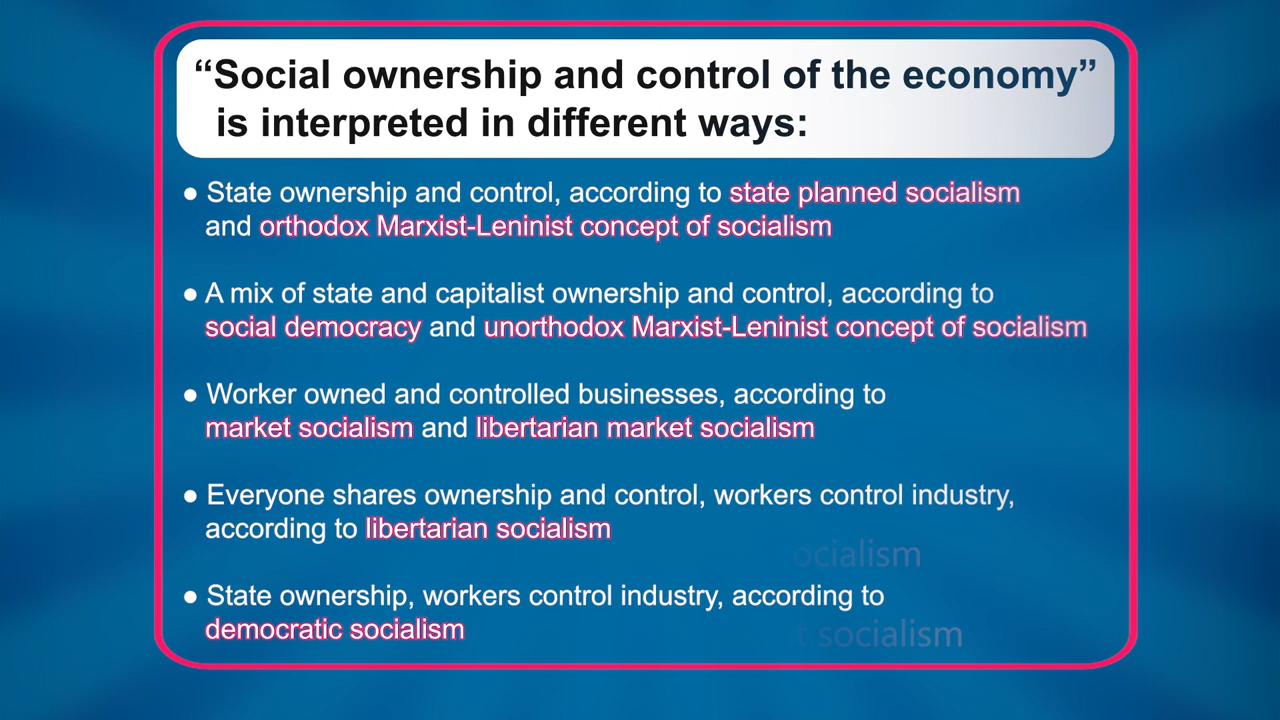 “Social ownership and control of the economy”
is interpreted in different ways:
● State ownership and control, according to state planned socialism
and orthodox Marxist-Leninist concept of socialism
● A mix of state and capitalist ownership and control, according to
social democracy and unorthodox Marxist-Leninist concept of socialism
● Worker owned and controlled businesses, according to
market socialism and libertarian market socialism
● Everyone shares ownership and control, workers control industry,
according to libertarian socialism
ocialism
● State ownership, workers control industry, according to
democratic socialism
t socialism